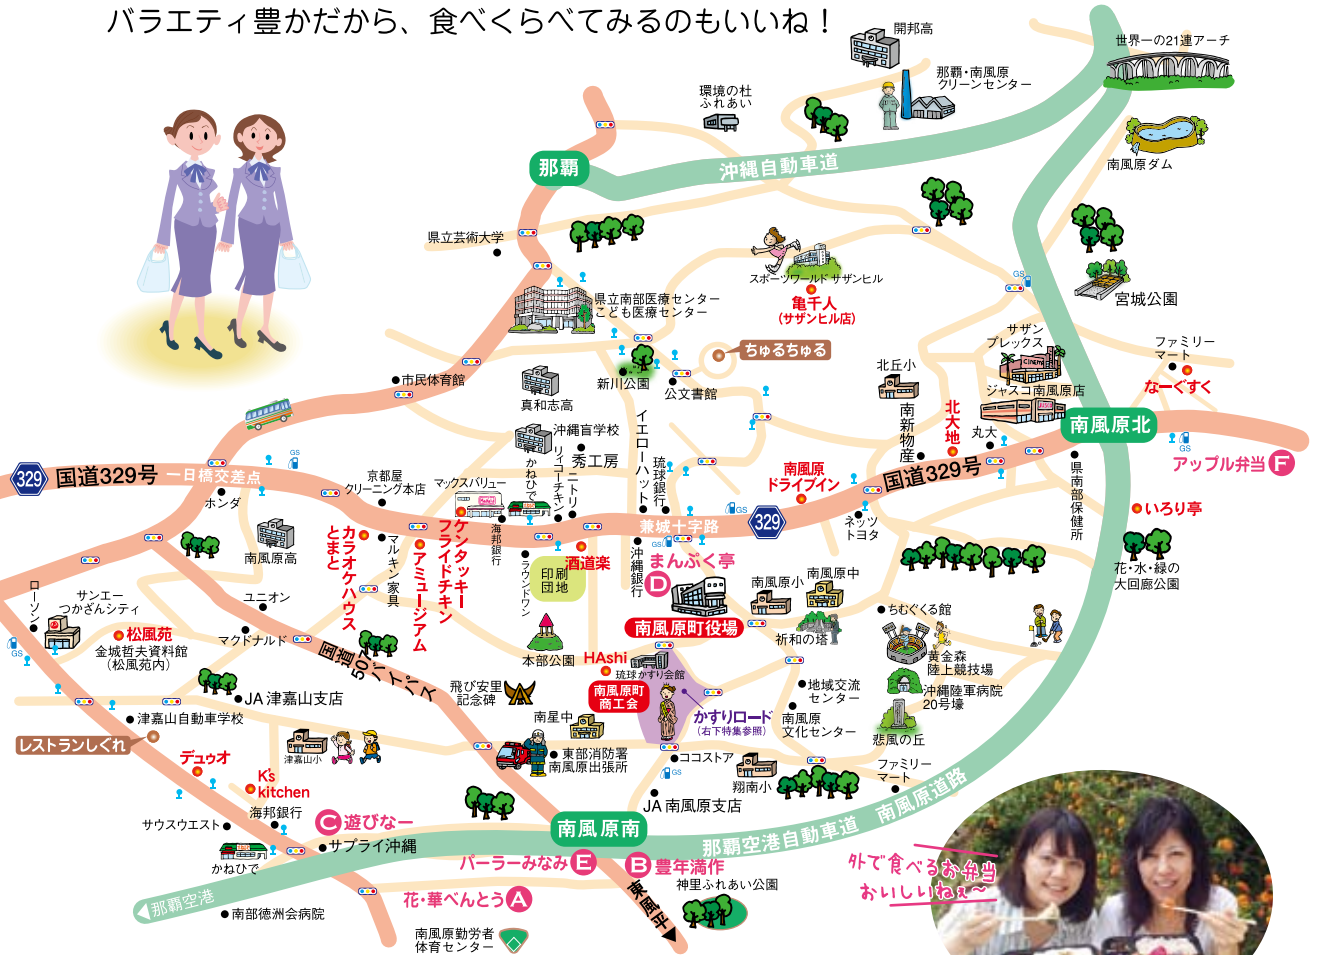 バラエティ豊かだから、食べくらべてみるのもいいね！
開邦高
世界一の21連アーチ
那覇・南風原
クリーンセンター
環境の杜
ふれあい
那覇
沖縄自動車道
南風原ダム
県立芸術大学
スポーツワールド サザンヒル
亀千人
(サザンヒル店)
GS
宮城公園
県立南部医療センター
こども医療センター
サザン
プレックス
CINEMA
ジャスコ南風原店
ファミリー
マート
なーぐすく
ちゅるちゅる
新川公園
公文書館
市民体育館
真和志高
北丘小
南新物産
北大地
丸大
南風原北
沖縄盲学校
秀工房
イエローハット
琉球銀行
かねひで
リィコーチキン
ニトリ
329
国道329号
一日橋交差点
GS
ホンダ
京都屋
クリーニング本店
マックスバリュー
海邦銀行
南風原
ドライブイン
国道329号
GS
アップル弁当
F
県南部保健所
いろり亭
兼城十字路
GS
329
ネッツ
トヨタ
カラオケハウス
とまと
マルキン家具
アミュージアム
ケンタッキー
フライドチキン
ラウンドワン
酒道楽
印刷
団地
沖縄銀行
GS
まんぷく亭
D
南風原高
南風原小
南風原中
花・水・緑の
大回廊公園
ローソン
サンエー
つかざんシティ
GS
松風苑
金城哲夫資料館
(松風苑内)
ユニオン
マクドナルド
国道507バイパス
本部公園
南風原町役場
祈和の塔
ちむぐくる館
黄金森
陸上競技場
沖縄陸軍病院
20号壕
悲風の丘
HAshi
琉球かすり会館
南風原町
商工会
飛び安里
記念碑
かすりロード
(右下特集参照)
地域交流
センター
南風原
文化センター
JA 津嘉山支店
津嘉山自動車学校
レストランしぐれ
津嘉山小
南星中
東部消防署
南風原出張所
ココストア
GS
翔南小
JA 南風原支店
ファミリー
マート
デュゥオ
K's
kitchen
海邦銀行
サウスウエスト
かねひで
C
遊びなー
サプライ沖縄
南風原南
那覇空港自動車道
南風原道路
パーラーみなみ
E
B
豊年満作
那覇空港
南部徳洲会病院
花・華べんとう
A
南風原勤労者
体育センター
東風平
神里ふれあい公園
外で食べるお弁当
おいしいねぇ〜